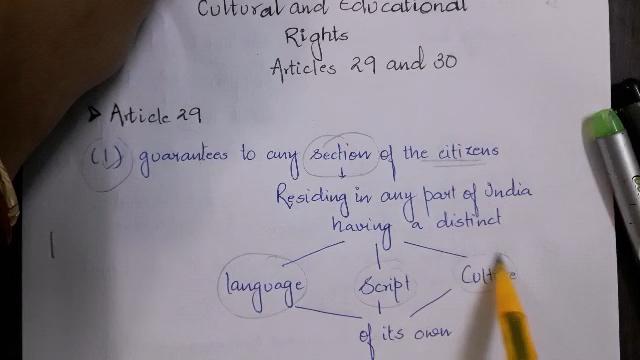 Cultural and Educational
Rights
Articles 29 and 30
Article 29
(1) guarantees to any section of the citizens
Residing in any part of India
having a distinct
language Script Culture
of its own